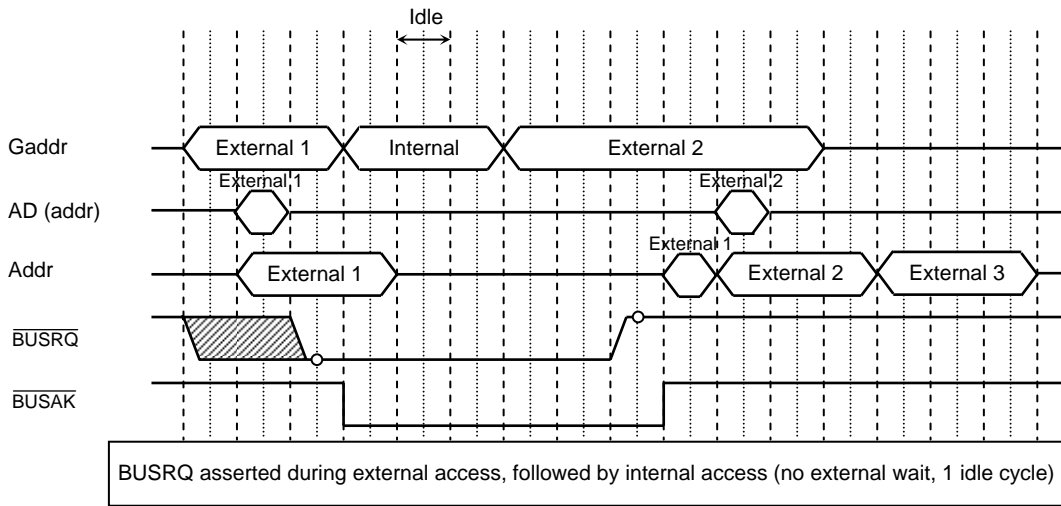 Idle
Gaddr
External 1
Internal
External 2
AD (addr)
External 1
External 2
Addr
External 1
External 1
External 2
External 3
BUSRQ
BUSAK
BUSRQ asserted during external access, followed by internal access (no external wait, 1 idle cycle)